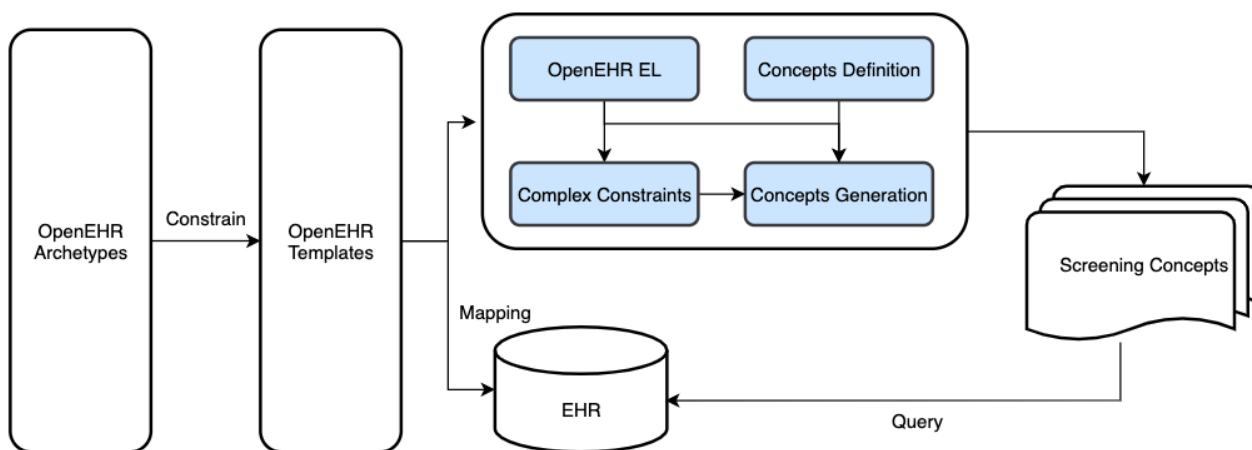 OpenEHR EL
Concepts Definition
Complex Constraints
Concepts Generation
OpenEHR
Archetypes
Constrain
OpenEHR
Templates
Screening Concepts
Mapping
EHR
Query